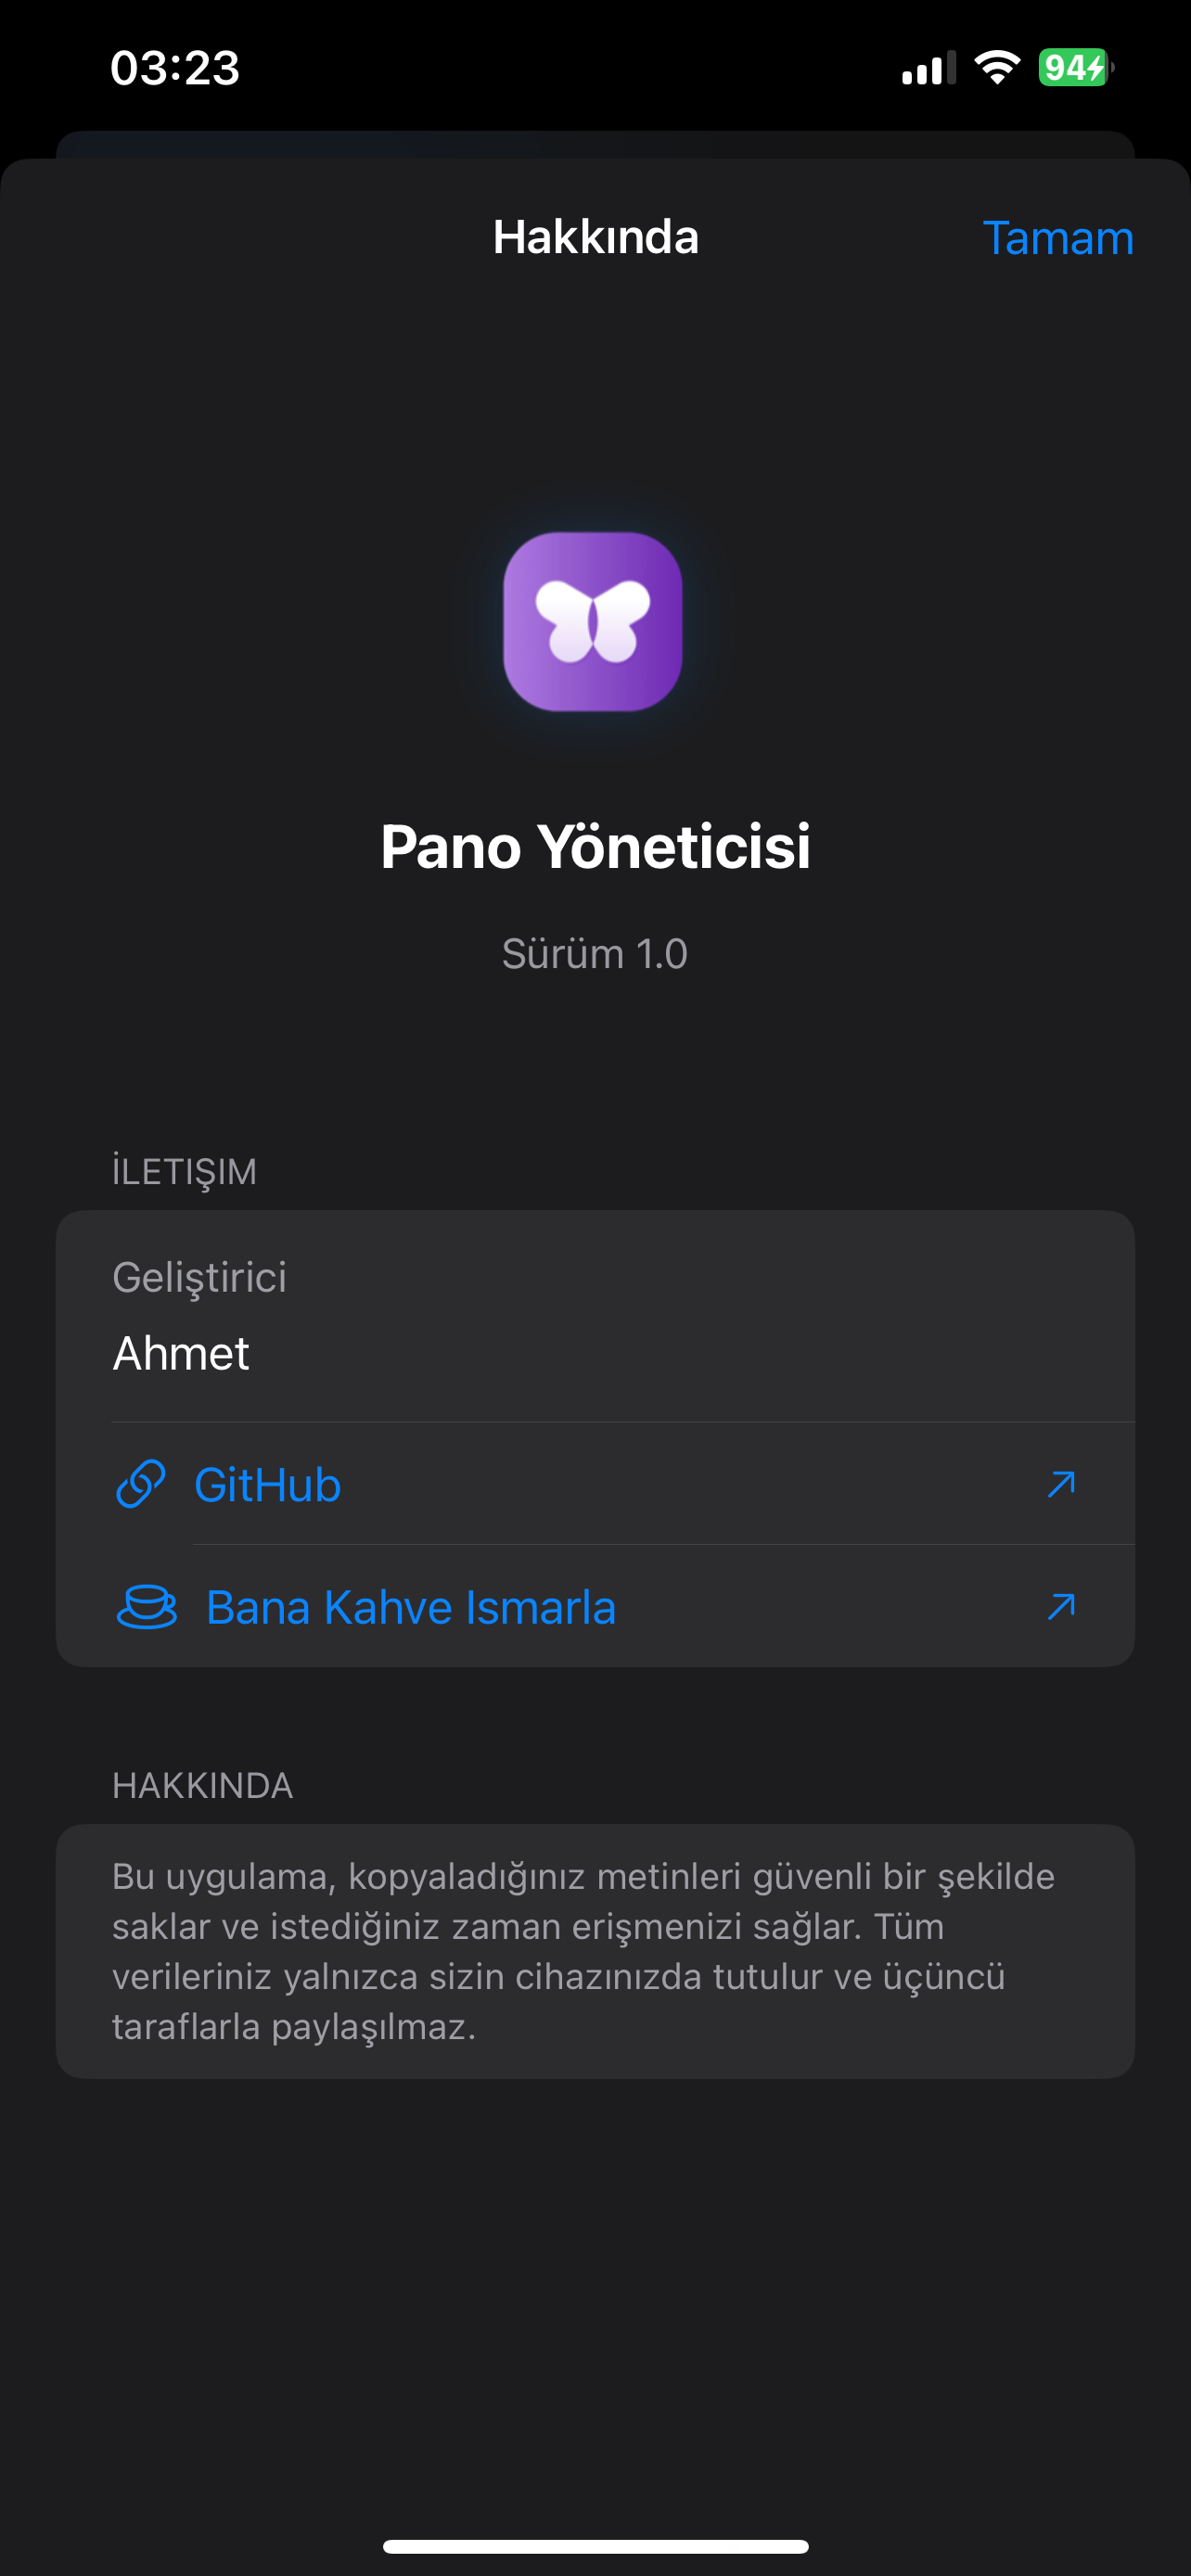 03:23
94
Hakkında
Tamam
Pano Yöneticisi
Sürüm 1.0
İLETIŞIM
Geliştirici
Ahmet
GitHub
Bana Kahve Ismarla
HAKKINDA
Bu uygulama, kopyaladığınız metinleri güvenli bir şekilde
saklar ve istediğiniz zaman erişmenizi sağlar. Tüm
verileriniz yalnızca sizin cihazınızda tutulur ve üçüncü
taraflarla paylaşılmaz.